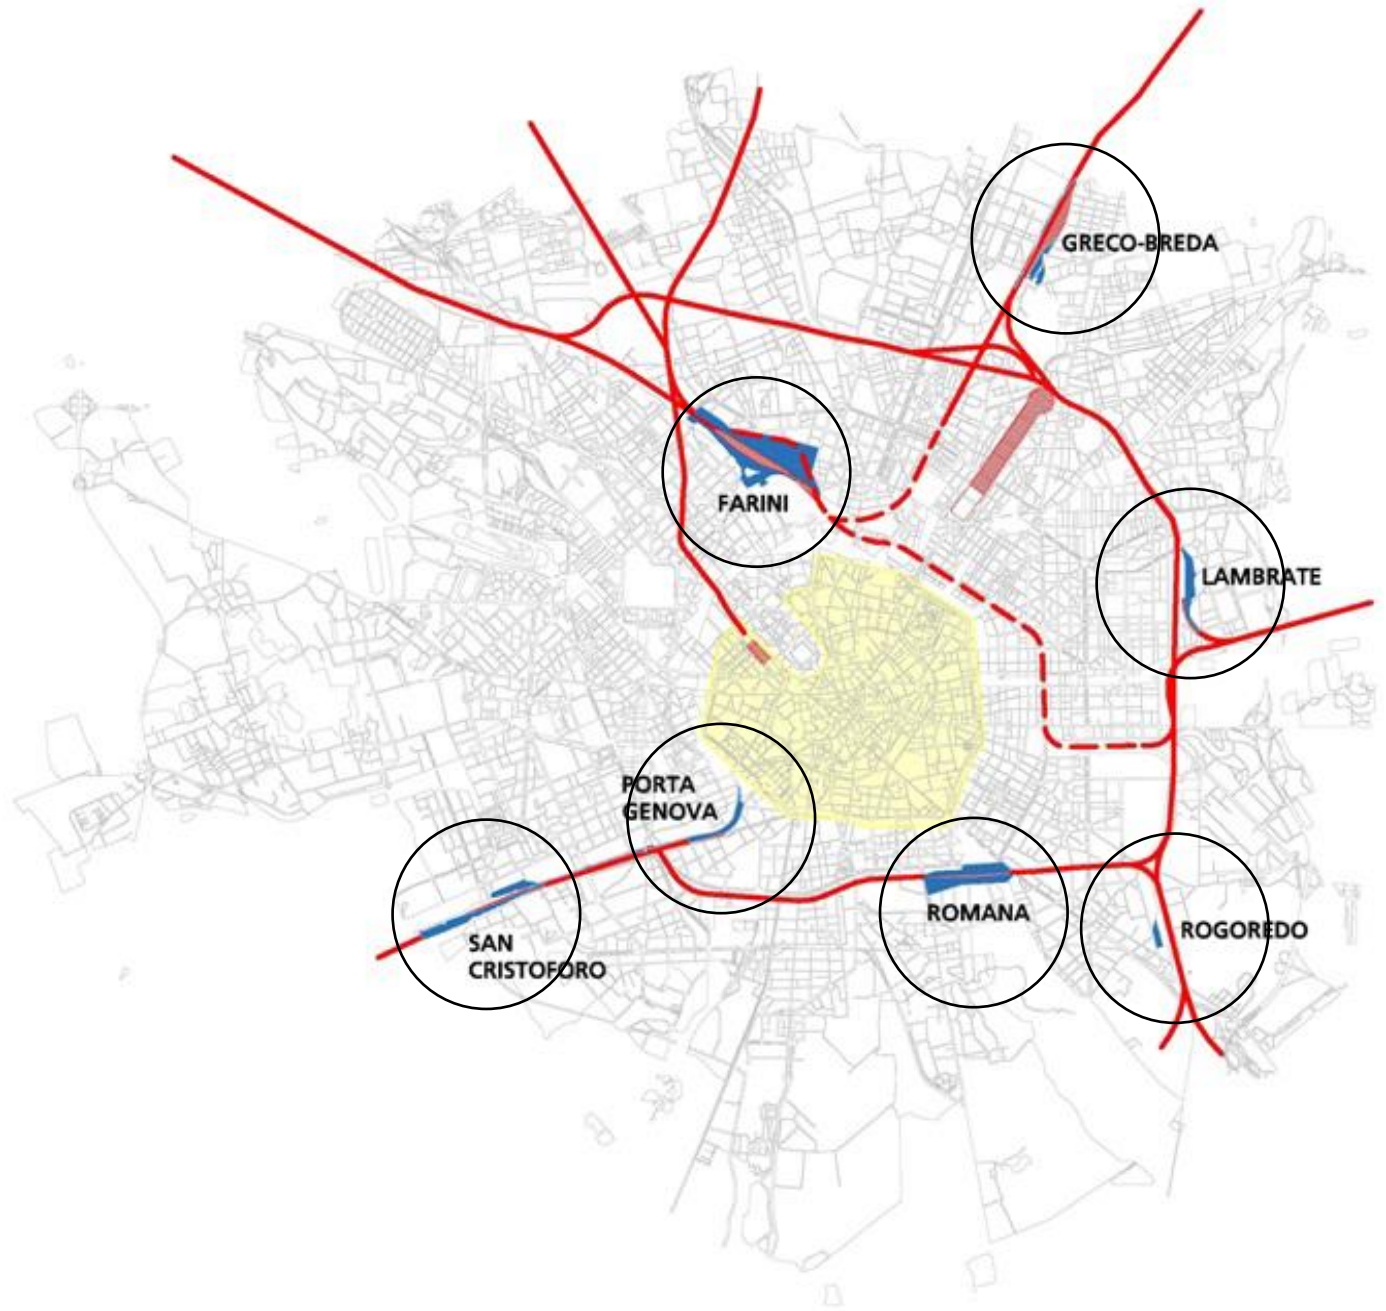 GRECO-BREDA
FARINI
LAMBRATE
PORTA
GENOVA
ROMANA
ROGOREDO
SAN
CRISTOFORO